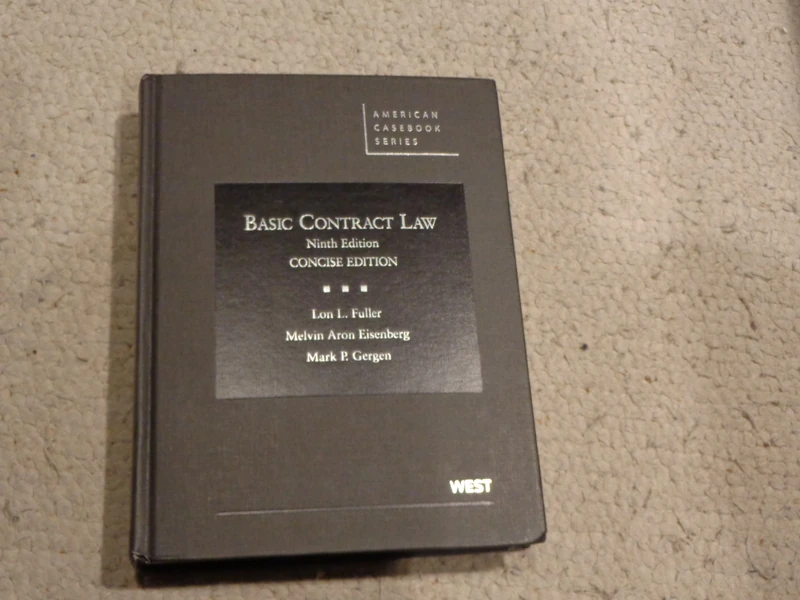 AMERICAN
CASEBOOK
SERIES
BASIC CONTRACT LAW
Ninth Edition
CONCISE EDITION
Lon L. Fuller
Melvin Aron Eisenberg
Mark P. Gergen
WEST